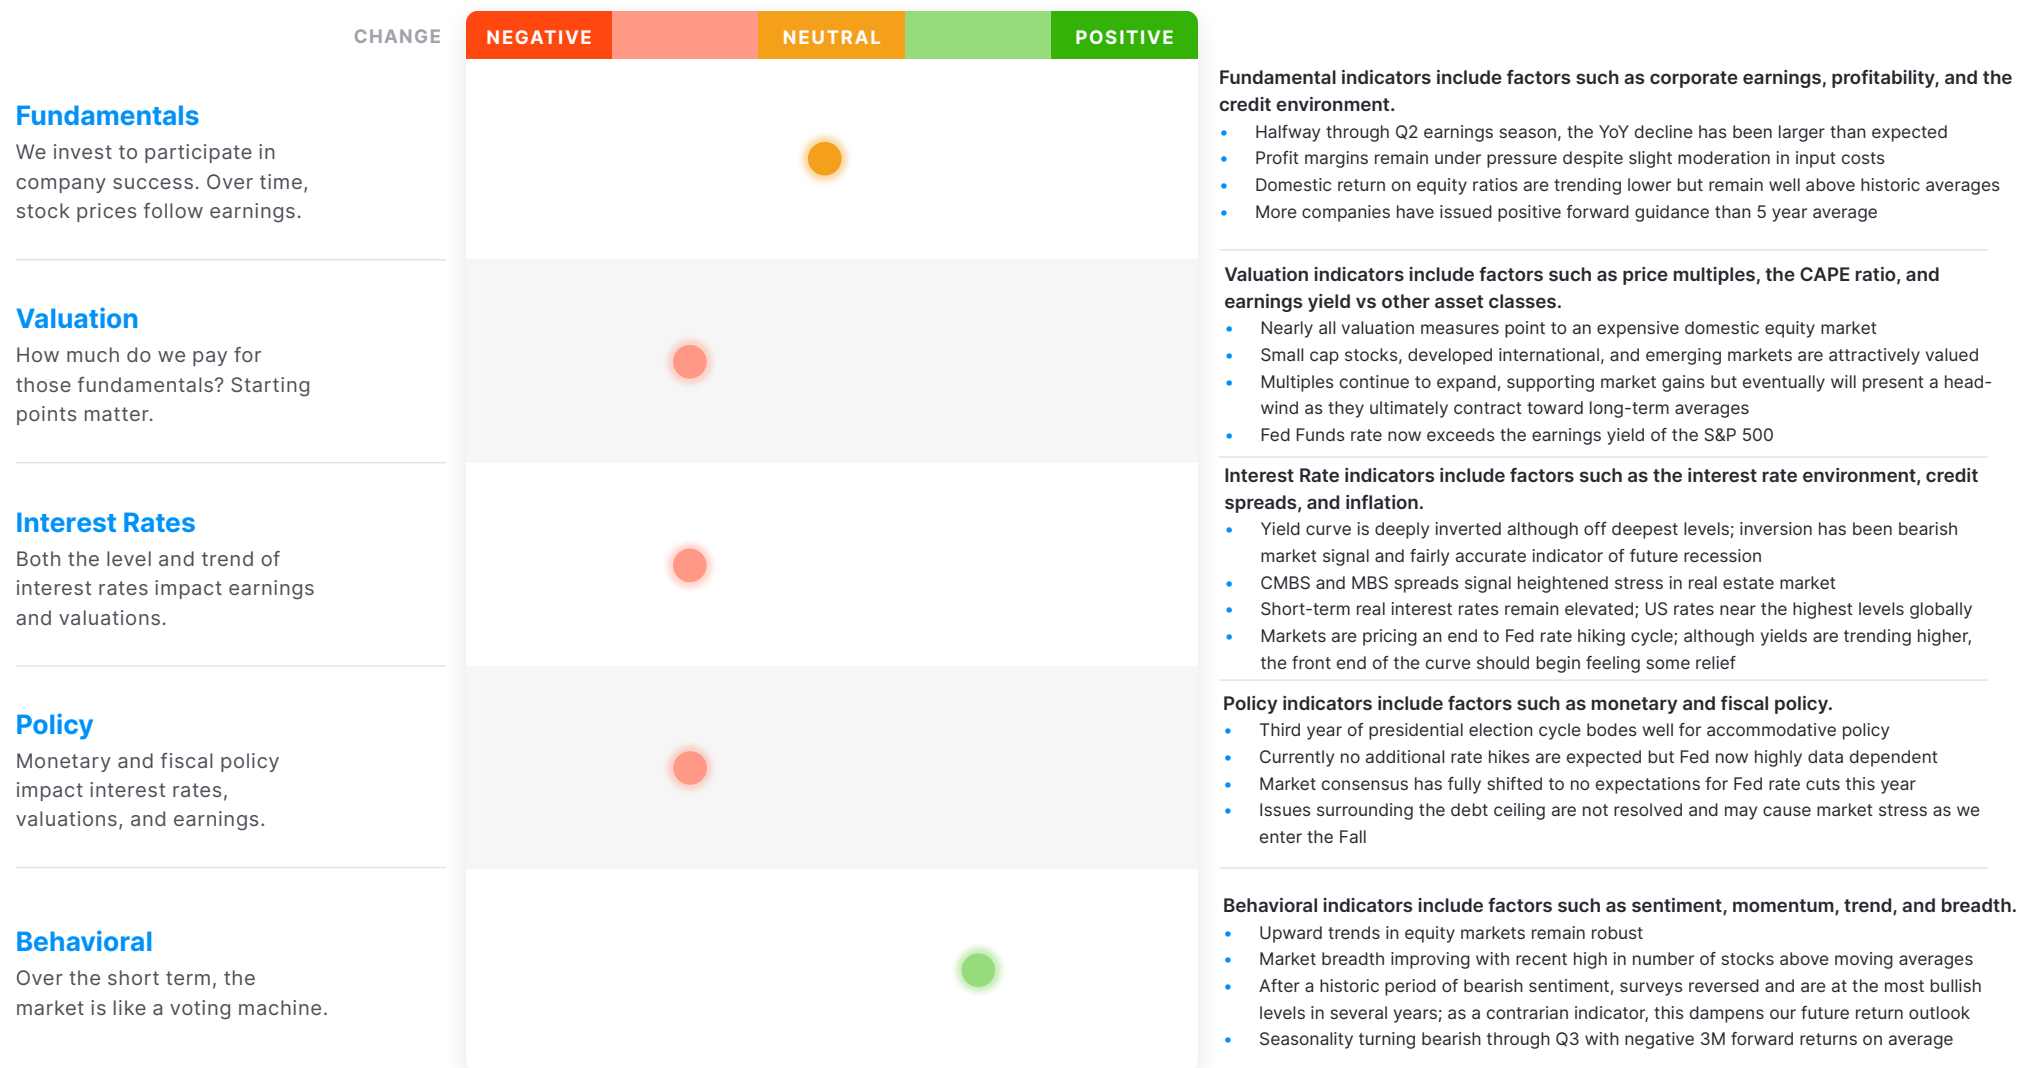 CHANGE
NEGATIVE
NEUTRAL
POSITIVE
Fundamentals
We invest to participate in
company success. Over time,
stock prices follow earnings.
Fundamental indicators include factors such as corporate earnings, profitability, and the
credit environment.
• Halfway through Q2 earnings season, the YoY decline has been larger than expected
• Profit margins remain under pressure despite slight moderation in input costs
• Domestic return on equity ratios are trending lower but remain well above historic averages
• More companies have issued positive forward guidance than 5 year average
Valuation
How much do we pay for
those fundamentals? Starting
points matter.
Valuation indicators include factors such as price multiples, the CAPE ratio, and
earnings yield vs other asset classes.
• Nearly all valuation measures point to an expensive domestic equity market
• Small cap stocks, developed international, and emerging markets are attractively valued
• Multiples continue to expand, supporting market gains but eventually will present a head-
wind as they ultimately contract toward long-term averages
• Fed Funds rate now exceeds the earnings yield of the S&P 500
Interest Rates
Both the level and trend of
interest rates impact earnings
and valuations.
Interest Rate indicators include factors such as the interest rate environment, credit
spreads, and inflation.
• Yield curve is deeply inverted although off deepest levels; inversion has been bearish
market signal and fairly accurate indicator of future recession
• CMBS and MBS spreads signal heightened stress in real estate market
• Short-term real interest rates remain elevated; US rates near the highest levels globally
• Markets are pricing an end to Fed rate hiking cycle; although yields are trending higher,
the front end of the curve should begin feeling some relief
Policy
Monetary and fiscal policy
impact interest rates,
valuations, and earnings.
Policy indicators include factors such as monetary and fiscal policy.
• Third year of presidential election cycle bodes well for accommodative policy
• Currently no additional rate hikes are expected but Fed now highly data dependent
• Market consensus has fully shifted to no expectations for Fed rate cuts this year
• Issues surrounding the debt ceiling are not resolved and may cause market stress as we
enter the Fall
Behavioral
Over the short term, the
market is like a voting machine.
Behavioral indicators include factors such as sentiment, momentum, trend, and breadth.
• Upward trends in equity markets remain robust
• Market breadth improving with recent high in number of stocks above moving averages
• After a historic period of bearish sentiment, surveys reversed and are at the most bullish
levels in several years; as a contrarian indicator, this dampens our future return outlook
• Seasonality turning bearish through Q3 with negative 3M forward returns on average